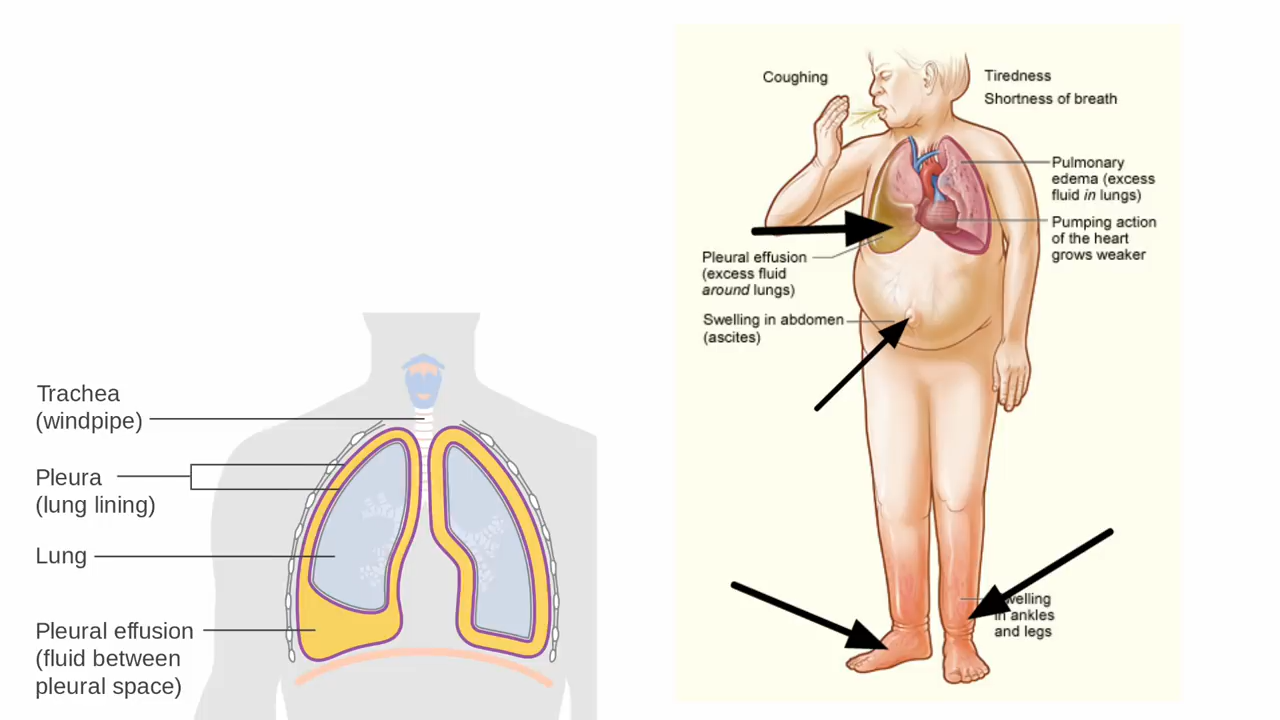 Trachea
(windpipe)
Pleura
(lung lining)
Lung
Pleural effusion
(fluid between
pleural space)
Coughing
Tiredness
Shortness of breath
Pulmonary
edema (excess
fluid in lungs)
Pumping action
of the heart
grows weaker
Pleural effusion
(excess fluid
around lungs)
Swelling in abdomen
(ascites)
Swelling
in ankles
and legs